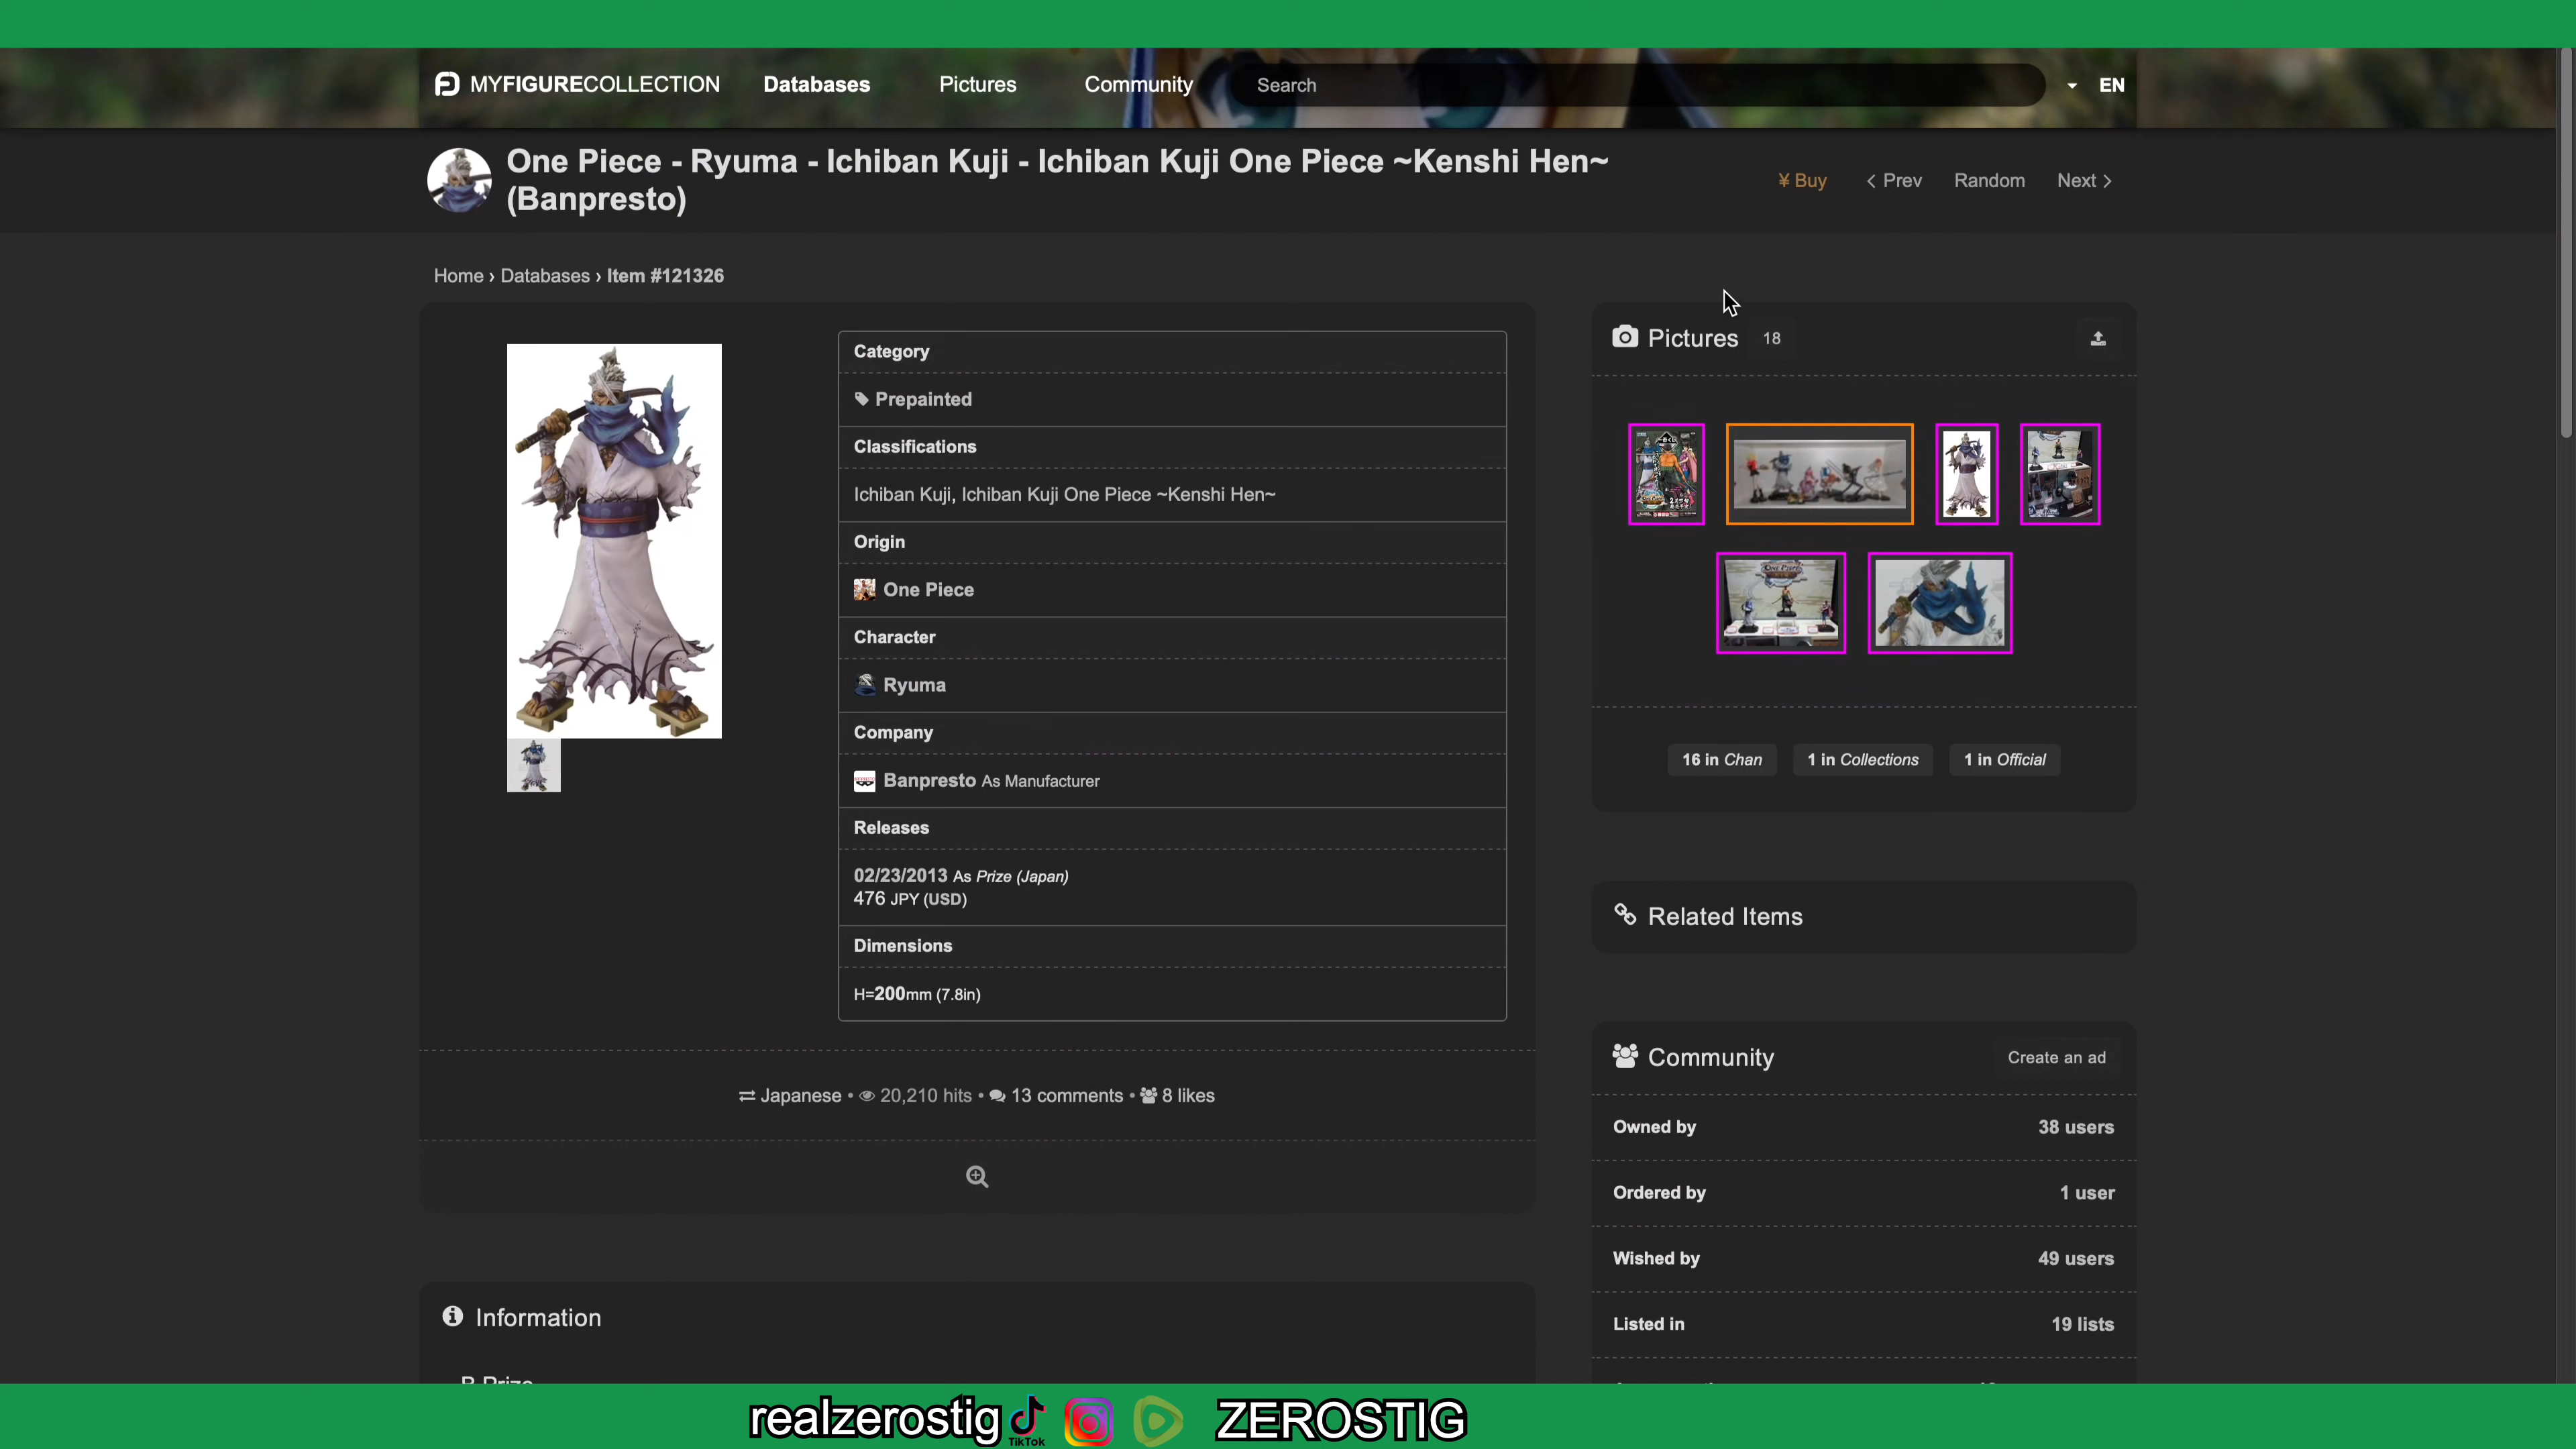 MYFIGURECOLLECTION
Databases
Pictures
Community
Search
EN
One Piece - Ryuma - Ichiban Kuji - Ichiban Kuji One Piece ~Kenshi Hen~
(Banpresto)
¥ Buy
Prev
Random
Next
Home › Databases › Item #121326
Category
Prepainted
Classifications
Ichiban Kuji, Ichiban Kuji One Piece ~Kenshi Hen~
Origin
One Piece
Character
Ryuma
Company
Banpresto As Manufacturer
Releases
02/23/2013 As Prize (Japan)
476 JPY (USD)
Dimensions
H=200mm (7.8in)
Japanese • 20,210 hits • 13 comments • 8 likes
Information
B Prize
Pictures 18
16 in Chan
1 in Collections
1 in Official
Related Items
Community
Create an ad
Owned by 38 users
Ordered by 1 user
Wished by 49 users
Listed in 19 lists
realzerostig
TikTok
ZEROSTIG